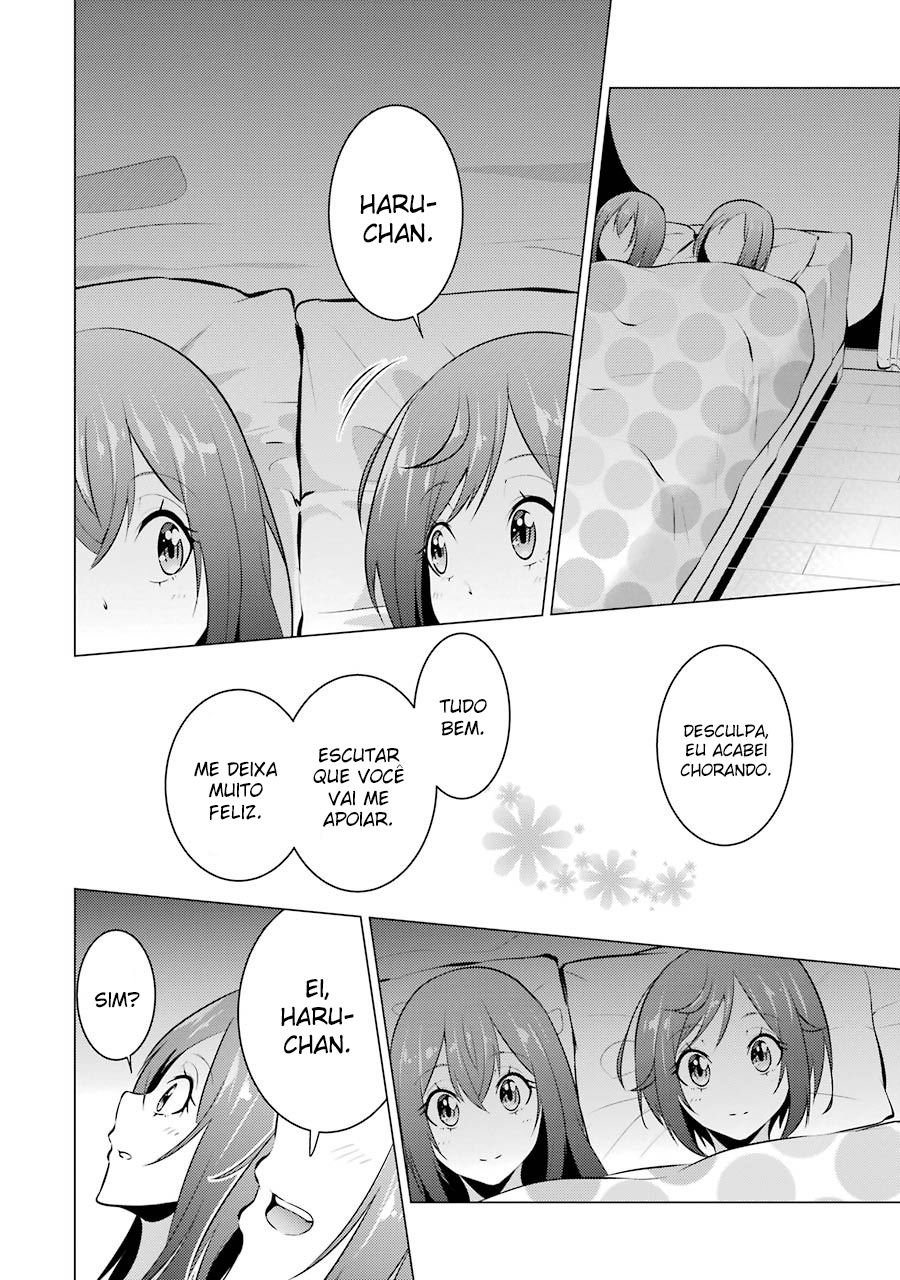 HARU-
CHAN.
DESCULPA,
EU ACABEI
CHORANDO.
TUDO
BEM.
ESCUTAR
QUE VOCÊ
VAI ME
APOIAR.
ME DEIXA
MUITO
FELIZ.
EI,
HARU-
CHAN.
SIM?